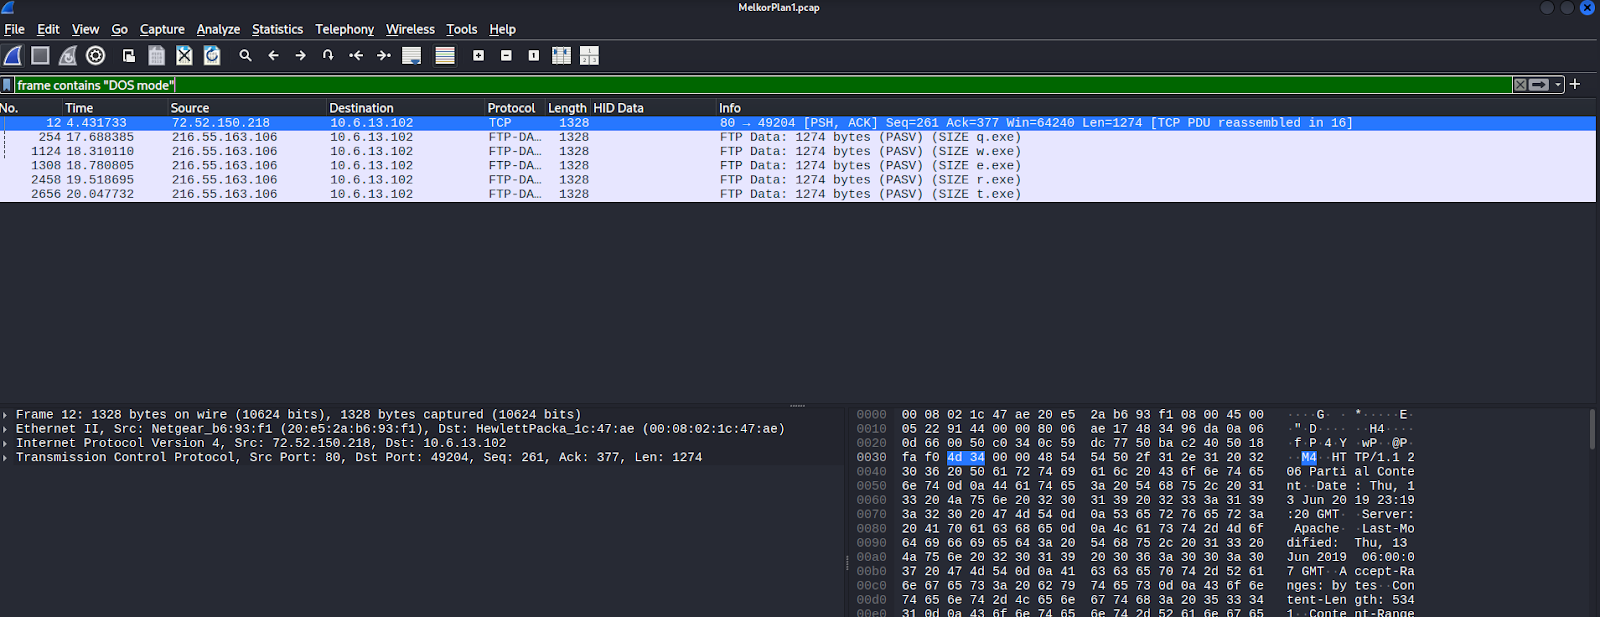 MelkorPlan1.pcap
File Edit View Go Capture Analyze Statistics Telephony Wireless Tools Help
frame contains "DOS mode"
No. Time Source Destination Protocol Length HID Data Info
12 4.431733 72.52.150.218 10.6.13.102 TCP 1328 80 → 49204 [PSH, ACK] Seq=261 Ack=377 Win=64240 Len=1274 [TCP PDU reassembled in 16]
254 17.688385 216.55.163.106 10.6.13.102 FTP-DA… 1328 FTP Data: 1274 bytes (PASV) (SIZE q.exe)
1124 18.310110 216.55.163.106 10.6.13.102 FTP-DA… 1328 FTP Data: 1274 bytes (PASV) (SIZE w.exe)
1308 18.780805 216.55.163.106 10.6.13.102 FTP-DA… 1328 FTP Data: 1274 bytes (PASV) (SIZE e.exe)
2458 19.518695 216.55.163.106 10.6.13.102 FTP-DA… 1328 FTP Data: 1274 bytes (PASV) (SIZE r.exe)
2656 20.047732 216.55.163.106 10.6.13.102 FTP-DA… 1328 FTP Data: 1274 bytes (PASV) (SIZE t.exe)
Frame 12: 1328 bytes on wire (10624 bits), 1328 bytes captured (10624 bits)
Ethernet II, Src: Netgear_b6:93:f1 (20:e5:2a:b6:93:f1), Dst: HewlettPacka_1c:47:ae (00:08:02:1c:47:ae)
Internet Protocol Version 4, Src: 72.52.150.218, Dst: 10.6.13.102
Transmission Control Protocol, Src Port: 80, Dst Port: 49204, Seq: 261, Ack: 377, Len: 1274
0000 00 08 02 1c 47 ae 20 e5 2a b6 93 f1 08 00 45 00 ····G· · *·····E·
0010 05 22 91 44 00 00 80 06 ae 17 48 34 96 da 0a 06 ·"·D···· ··H4····
0020 0d 66 00 50 c0 34 0c 59 dc 77 50 ba c2 40 50 18 ·f·P·4·Y ·wP··@P·
0030 fa f0 4d 34 00 00 48 54 54 50 2f 31 2e 31 20 32 ··M4··HT TP/1.1 2
0040 30 36 20 50 61 72 74 69 61 6c 20 43 6f 6e 74 65 06 Parti al Conte
0050 6e 74 0d 0a 44 61 74 65 3a 20 54 68 75 2c 20 31 nt··Date : Thu, 1
0060 33 20 4a 75 6e 20 32 30 31 39 20 32 33 3a 31 39 3 Jun 20 19 23:19
0070 3a 32 30 20 47 4d 54 0d 0a 53 65 72 76 65 72 3a :20 GMT· ·Server:
0080 20 41 70 61 63 68 65 0d 0a 4c 61 73 74 2d 4d 6f Apache· ·Last-Mo
0090 64 69 66 69 65 64 3a 20 54 68 75 2c 20 31 33 20 dified: Thu, 13
00a0 4a 75 6e 20 32 30 31 39 20 30 36 3a 30 30 3a 30 Jun 2019 06:00:0
00b0 37 20 47 4d 54 0d 0a 41 63 63 65 70 74 2d 52 61 7 GMT··A ccept-Ra
00c0 6e 67 65 73 3a 20 62 79 74 65 73 0d 0a 43 6f 6e nges: by tes··Con
00d0 74 65 6e 74 2d 4c 65 6e 67 74 68 3a 20 35 33 34 tent-Len gth: 534
00e0 31 0d 0a 43 6f 6e 74 65 6e 74 2d 52 61 6e 67 65 1··Conte nt-Range